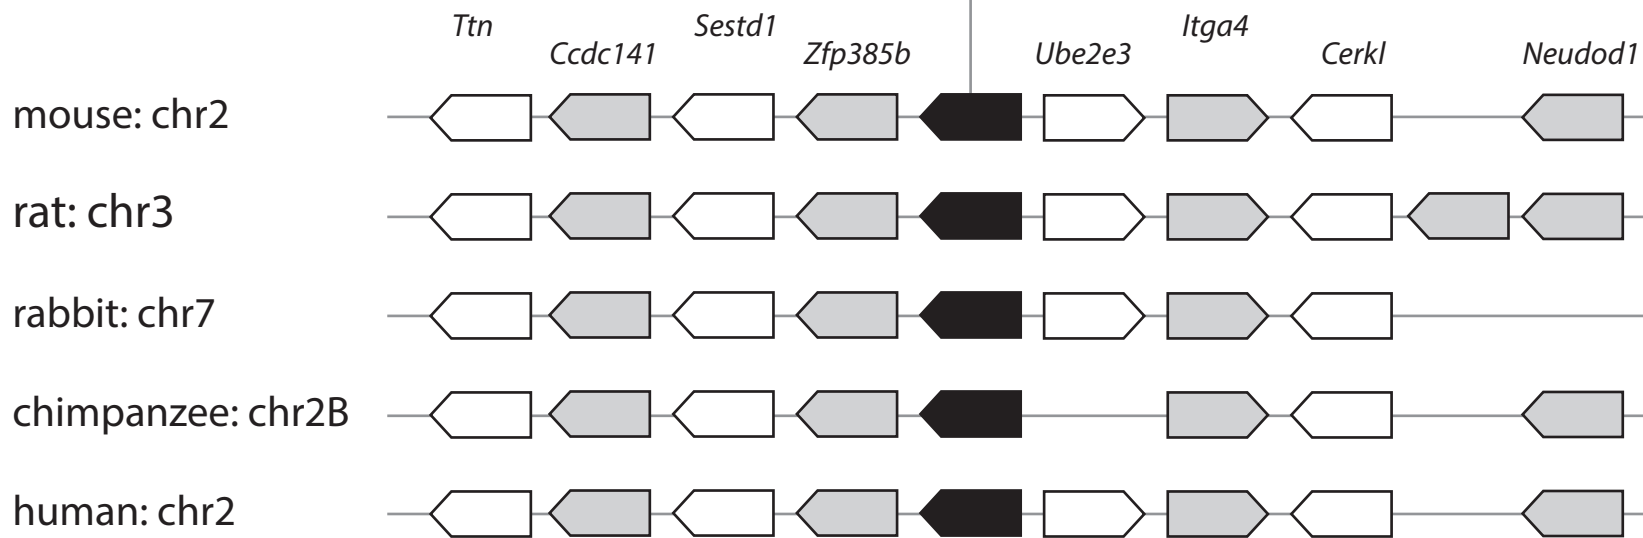 Ttn Sestd1 Itga4
Ccdc141 Zfp385b Ube2e3 Cerkl Neudod1
mouse: chr2
rat: chr3
rabbit: chr7
chimpanzee: chr2B
human: chr2